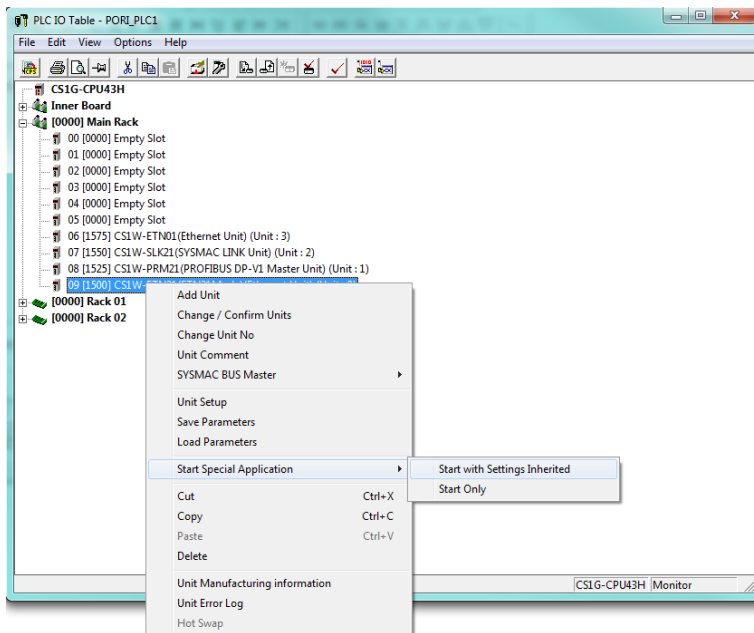 PLC IO Table - PORI_PLC1
File Edit View Options Help
CS1G-CPU43H
Inner Board
[0000] Main Rack
00 [0000] Empty Slot
01 [0000] Empty Slot
02 [0000] Empty Slot
03 [0000] Empty Slot
04 [0000] Empty Slot
05 [0000] Empty Slot
06 [1575] CS1W-ETN01(Ethernet Unit) (Unit : 3)
07 [1550] CS1W-SLK21(SYSMAC LINK Unit) (Unit : 2)
08 [1525] CS1W-PRM21(PROFIBUS DP-V1 Master Unit) (Unit : 1)
09 [1500] CS1W-
[0000] Rack 01
[0000] Rack 02
Add Unit
Change / Confirm Units
Change Unit No
Unit Comment
SYSMAC BUS Master
Unit Setup
Save Parameters
Load Parameters
Start Special Application
Start with Settings Inherited
Start Only
Cut Ctrl+X
Copy Ctrl+C
Paste Ctrl+V
Delete
Unit Manufacturing information
Unit Error Log
Hot Swap
CS1G-CPU43H Monitor